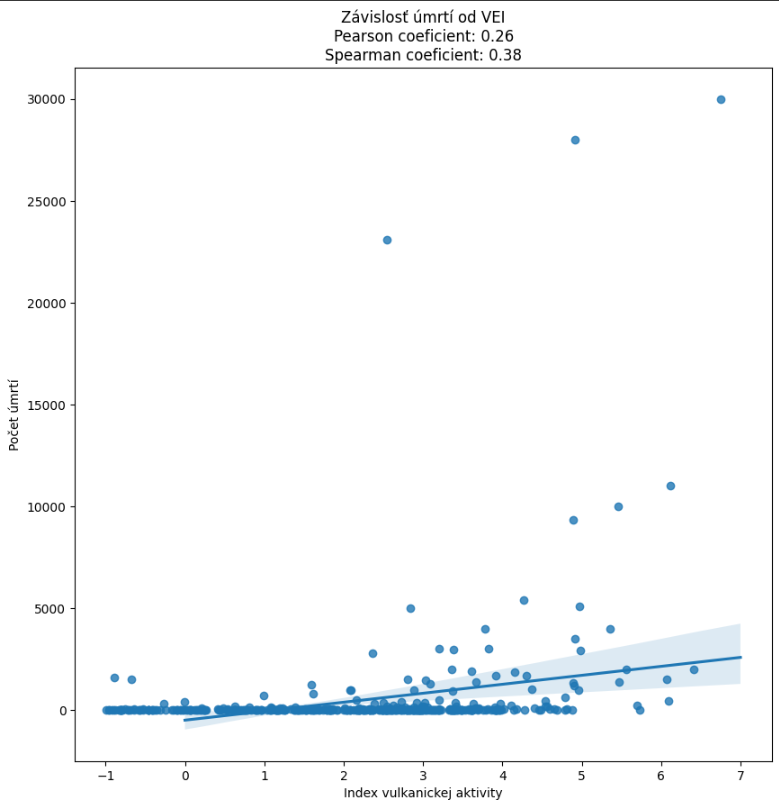 Závislosť úmrtí od VEI
Pearson coeficient: 0.26
Spearman coeficient: 0.38
30000
25000
20000
15000
10000
5000
0
Počet úmrtí
−1 0 1 2 3 4 5 6 7
Index vulkanickej aktivity